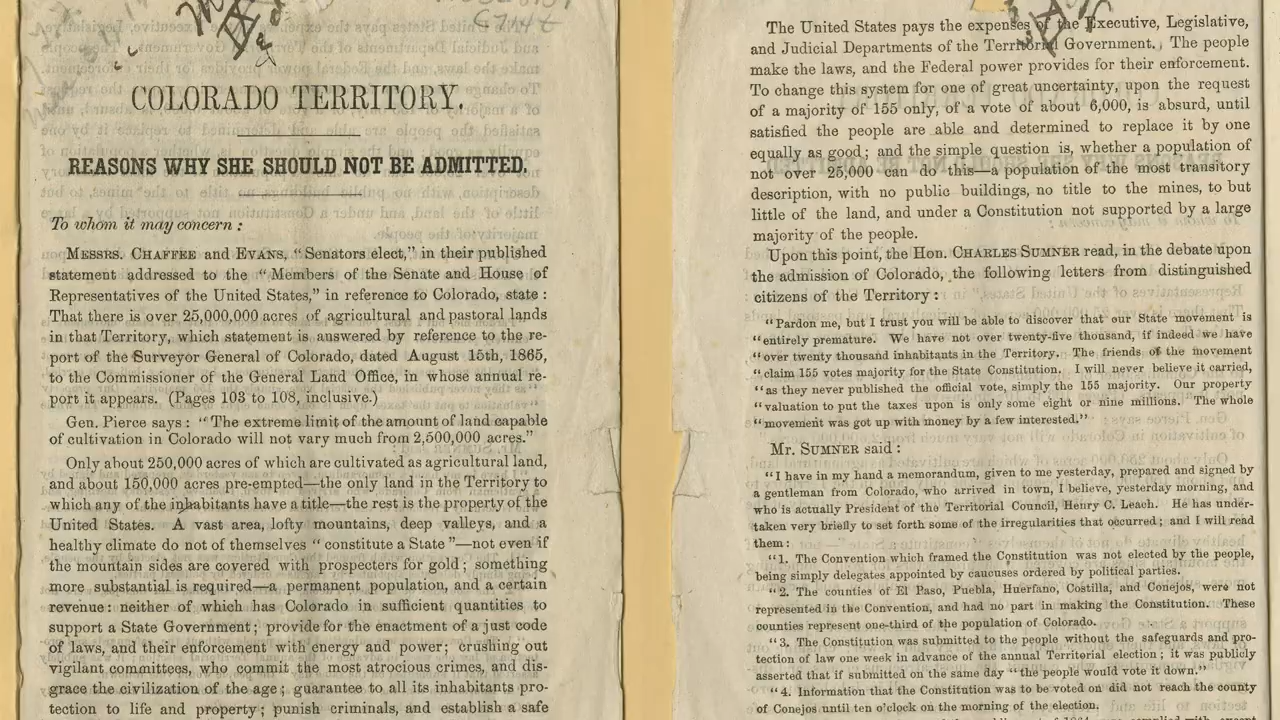 COLORADO TERRITORY.
REASONS WHY SHE SHOULD NOT BE ADMITTED.
To whom it may concern :
MESSRS. CHAFFE and EVANS, “Senators elect,” in their published
statement addressed to the “Members of the Senate and House of
Representatives of the United States,” in reference to Colorado, state :
That there is over 25,000,000 acres of agricultural and pastoral lands
in that Territory, which statement is answered by reference to the re-
port of the Surveyor General of Colorado, dated August 15th, 1865,
to the Commissioner of the General Land Office, in whose annual re-
port it appears. (Pages 103 to 108, inclusive.)
Gen. Pierce says : “The extreme limit of the amount of land capable
of cultivation in Colorado will not vary much from 2,500,000 acres.”
Only about 250,000 acres of which are cultivated as agricultural land,
and about 150,000 acres pre-empted—the only land in the Territory to
which any of the inhabitants have a title—the rest is the property of the
United States. A vast area, lofty mountains, deep valleys, and a
healthy climate do not of themselves “constitute a State”—not even if
the mountain sides are covered with prospecters for gold ; something
more substantial is required—a permanent population, and a certain
revenue : neither of which has Colorado in sufficient quantities to
support a State Government ; provide for the enactment of a just code
of laws, and their enforcement with energy and power ; crushing out
vigilant committees, who commit the most atrocious crimes, and dis-
grace the civilization of the age ; guarantee to all its inhabitants pro-
tection to life and property ; punish criminals, and establish a safe
The United States pays the expenses of the Executive, Legislative,
and Judicial Departments of the Territorial Government. The people
make the laws, and the Federal power provides for their enforcement.
To change this system for one of great uncertainty, upon the request
of a majority of 155 only, of a vote of about 6,000, is absurd, until
satisfied the people are able and determined to replace it by one
equally as good ; and the simple question is, whether a population of
not over 25,000 can do this—a population of the most transitory
description, with no public buildings, no title to the mines, to but
little of the land, and under a Constitution not supported by a large
majority of the people.
Upon this point, the Hon. CHARLES SUMNER read, in the debate upon
the admission of Colorado, the following letters from distinguished
citizens of the Territory :
“Pardon me, but I trust you will be able to discover that our State movement is
“entirely premature. We have not over twenty-five thousand, if indeed we have
“over twenty thousand inhabitants in the Territory. The friends of the movement
“claim 155 votes majority for the State Constitution. I will never believe it carried,
“as they never published the official vote, simply the 155 majority. Our property
“valuation to put the taxes upon is only some eight or nine millions. The whole
“movement was got up with money by a few interested.”
Mr. SUMNER said :
“I have in my hand a memorandum, given to me yesterday, prepared and signed by
a gentleman from Colorado, who arrived in town, I believe, yesterday morning, and
who is actually President of the Territorial Council, Henry C. Leach. He has under-
taken very briefly to set forth some of the irregularities that occurred ; and I will read
them :
“1. The Convention which framed the Constitution was not elected by the people,
being simply delegates appointed by caucuses ordered by political parties.
“2. The counties of El Paso, Puebla, Huerfano, Costilla, and Conejos, were not
represented in the Convention, and had no part in making the Constitution. These
counties represent one-third of the population of Colorado.
“3. The Constitution was submitted to the people without the safeguards and pro-
tection of law one week in advance of the annual Territorial election ; it was publicly
asserted that if submitted on the same day “the people would vote it down.”
“4. Information that the Constitution was to be voted on did not reach the county
of Conejos until ten o'clock on the morning of the election.